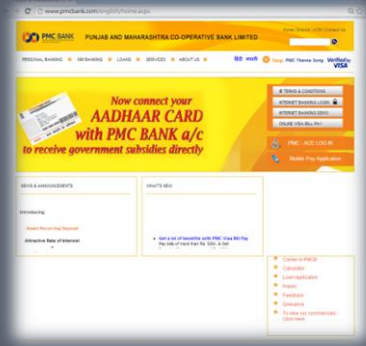 www.pmcbank.com/english/home.aspx
PMC BANK
PUNJAB AND MAHARASHTRA CO-OPERATIVE BANK LIMITED
PERSONAL BANKING
NRI BANKING
LOANS
SERVICES
ABOUT US
हिंदी मराठी
PMC Theme Song
Verified by
VISA
Now connect your
AADHAAR CARD
with PMC BANK a/c
to receive government subsidies directly
TERMS & CONDITIONS
INTERNET BANKING LOGIN
INTERNET BANKING DEMO
ONLINE VISA BILL PAY
PMC - ACE LOG IN
Mobile Pay Application
NEWS & ANNOUNCEMENTS
WHAT'S NEW
Introducing
Attractive Rate of Interest
Get a lot of benefits with PMC Visa Bill Pay
Career in PMCB
Calculator
Loan Application
Feedback
Grievance
To view our commercials -
Click here